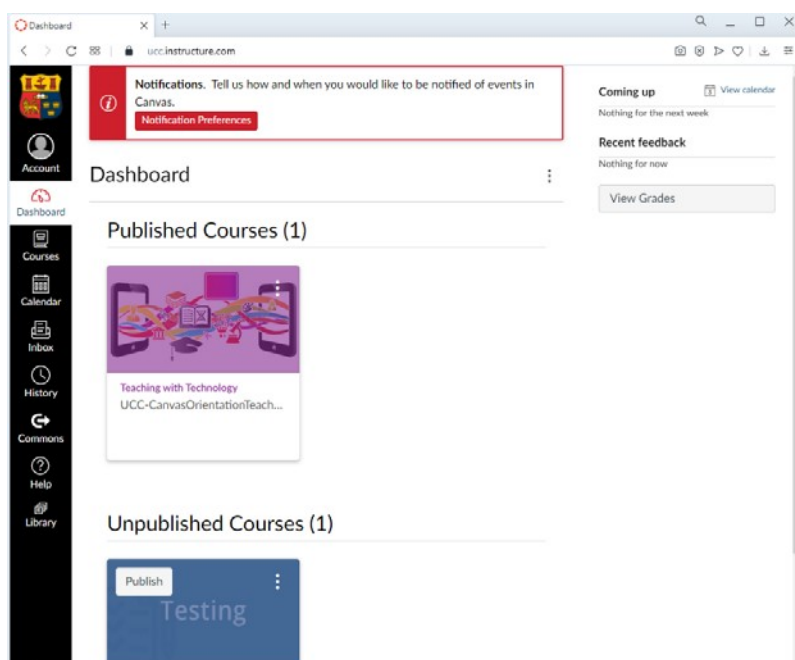 Dashboard
ucc.instructure.com
Notifications. Tell us how and when you would like to be notified of events in
Canvas.
Notification Preferences
Account
Dashboard
Courses
Calendar
Inbox
History
Commons
Help
Library
Dashboard
Published Courses (1)
Teaching with Technology
UCC-CanvasOrientationTeach...
Unpublished Courses (1)
Publish
Testing
Coming up
View calendar
Nothing for the next week
Recent feedback
Nothing for now
View Grades